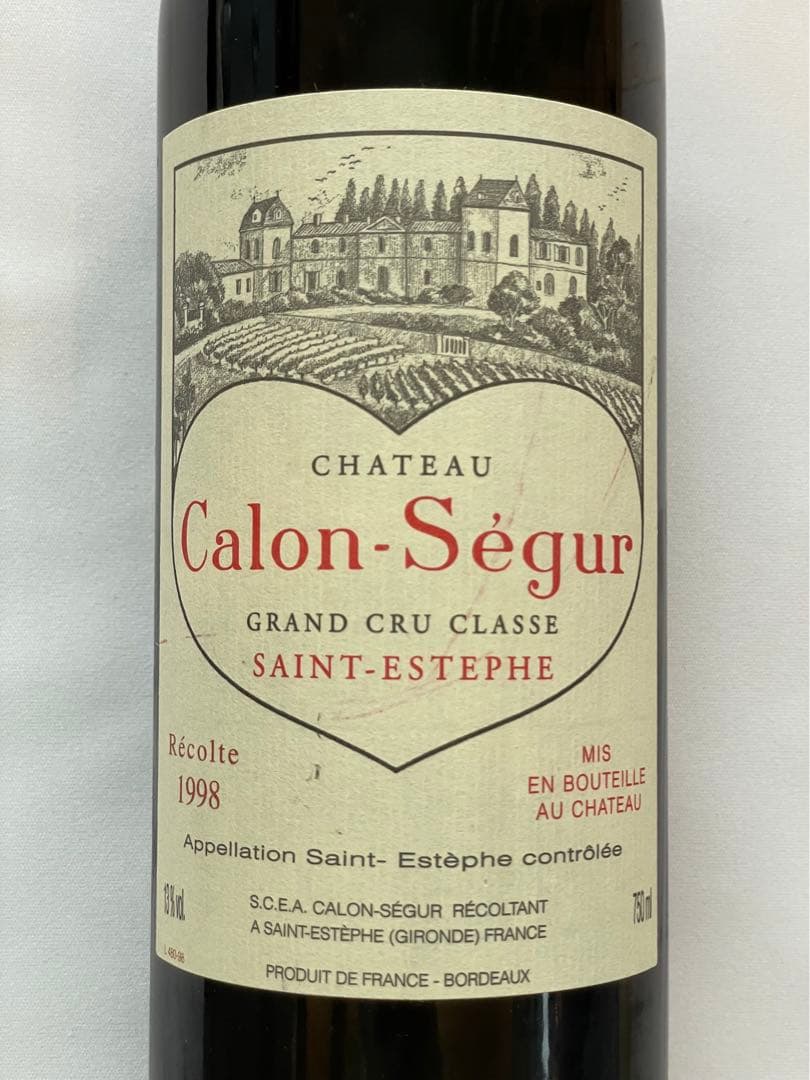 CHATEAU
Calon-Ségur
GRAND CRU CLASSE
SAINT-ESTEPHE
Récolte
1998
MIS
EN BOUTEILLE
AU CHATEAU
Appellation Saint- Estèphe contrôlée
13%vol.
750 ml
S.C.E.A. CALON-SÉGUR RÉCOLTANT
A SAINT-ESTÈPHE (GIRONDE) FRANCE
PRODUIT DE FRANCE - BORDEAUX